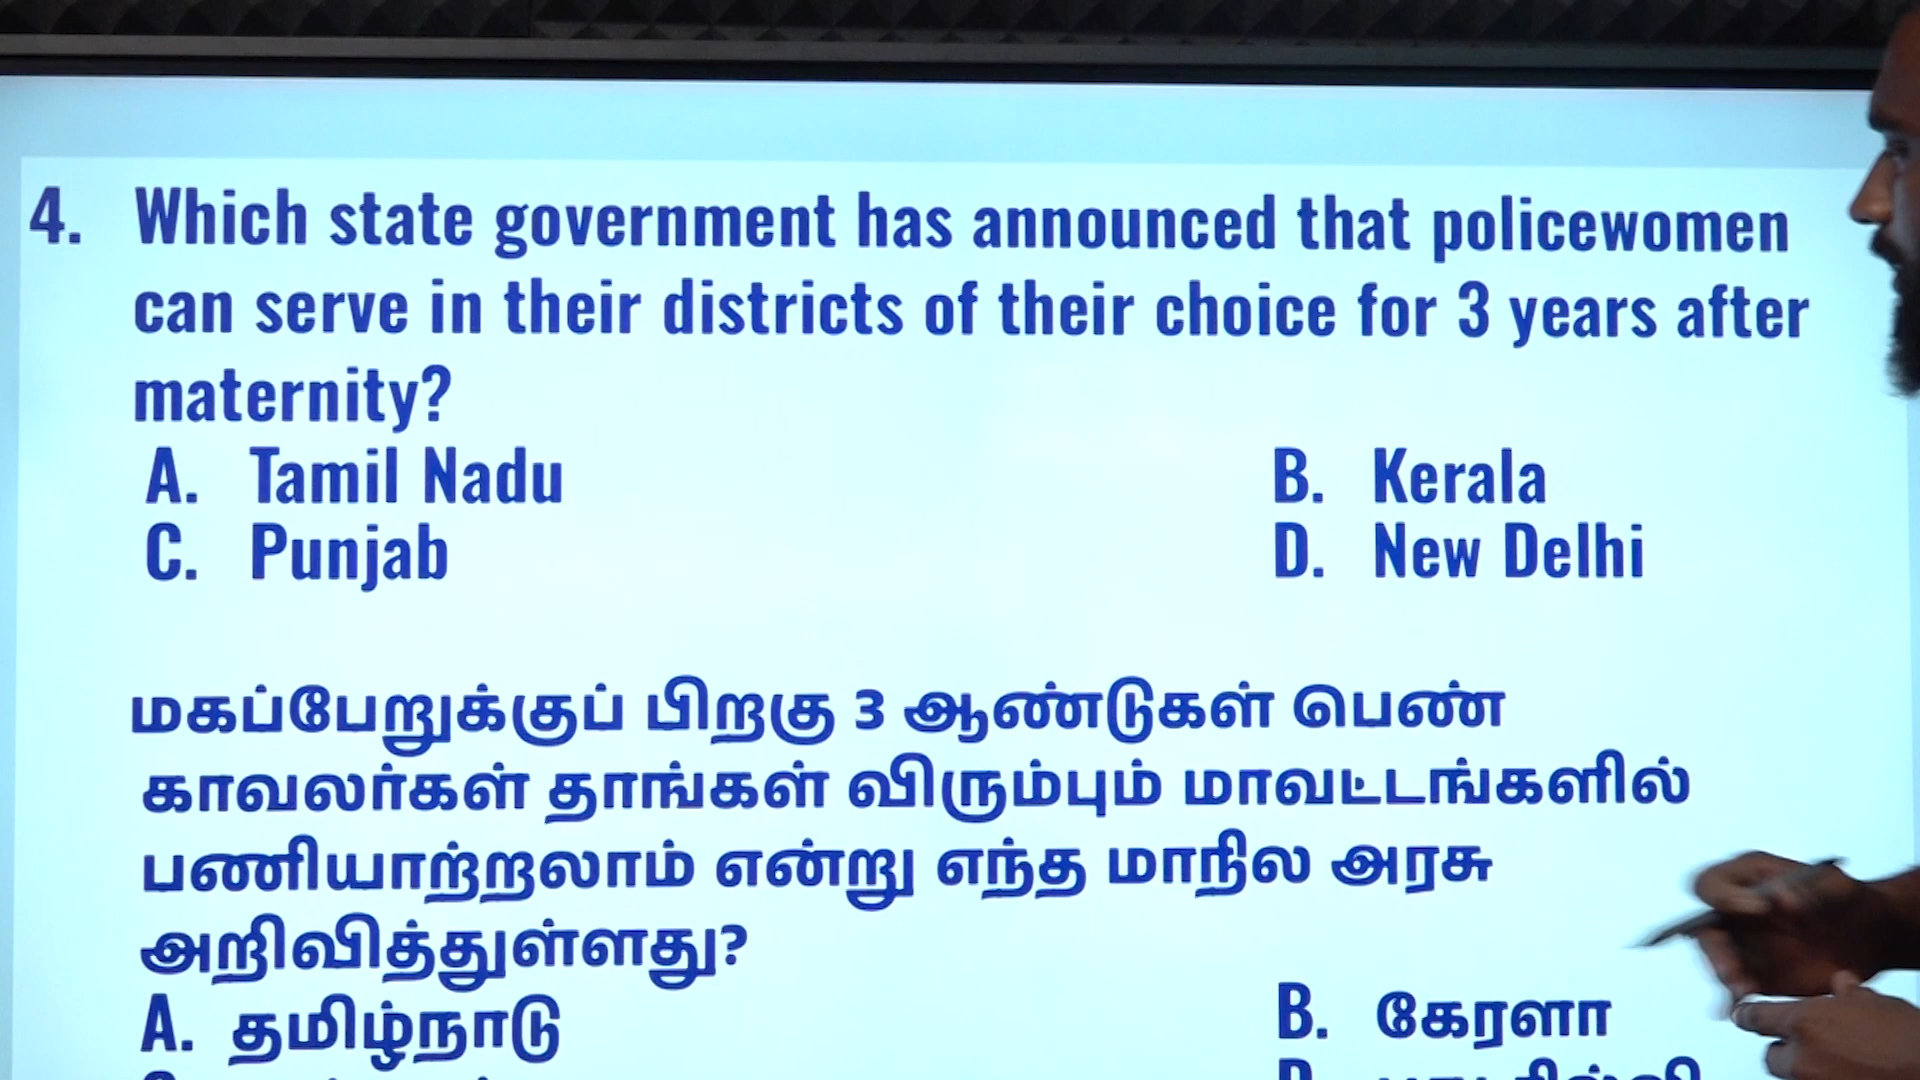 4. Which state government has announced that policewomen
can serve in their districts of their choice for 3 years after
maternity?
A. Tamil Nadu B. Kerala
C. Punjab D. New Delhi
மகப்பேறுக்குப் பிறகு 3 ஆண்டுகள் பெண்
காவலர்கள் தாங்கள் விரும்பும் மாவட்டங்களில்
பணியாற்றலாம் என்று எந்த மாநில அரசு
அறிவித்துள்ளது?
A. தமிழ்நாடு B. கேரளா